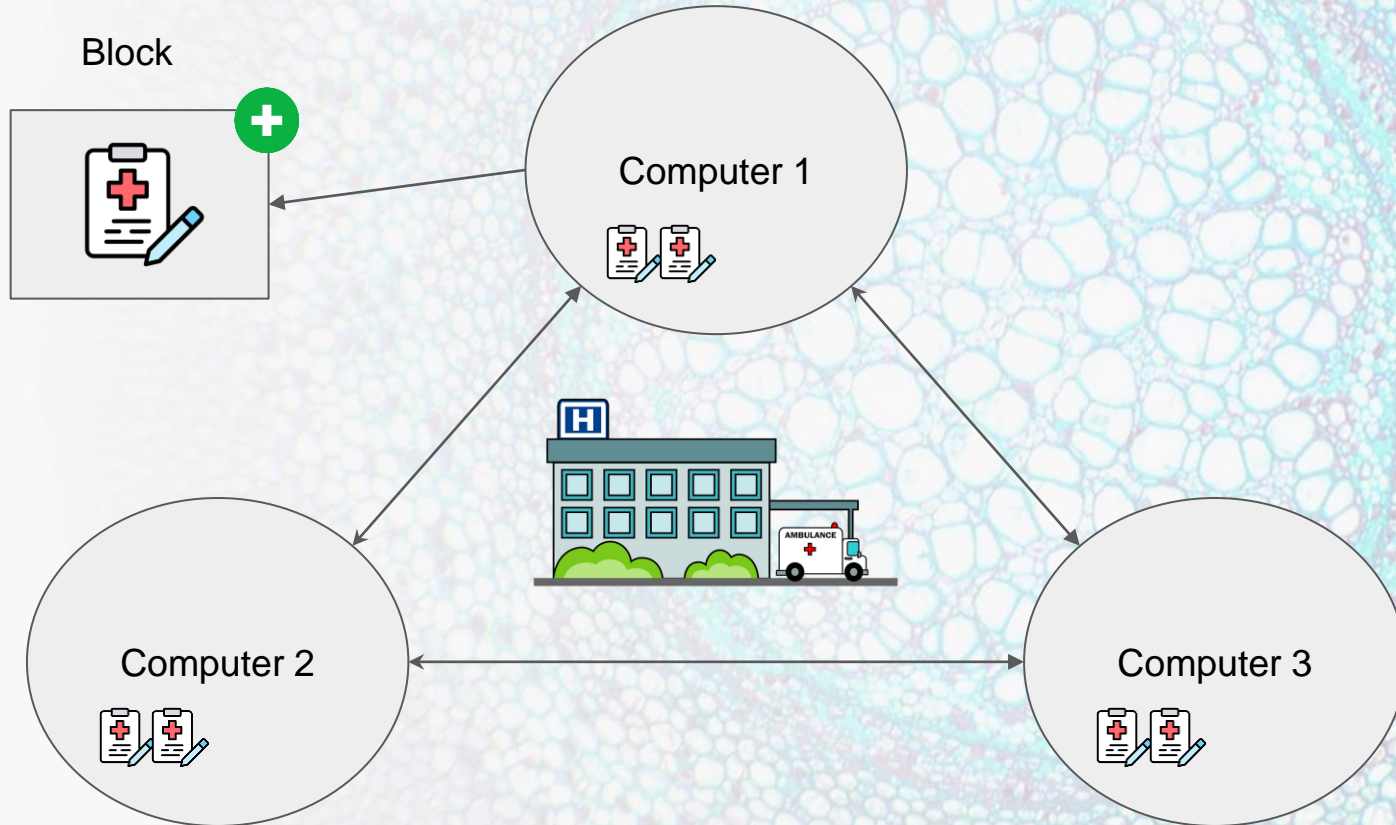 Block
Computer 1
H
AMBULANCE
Computer 2
Computer 3